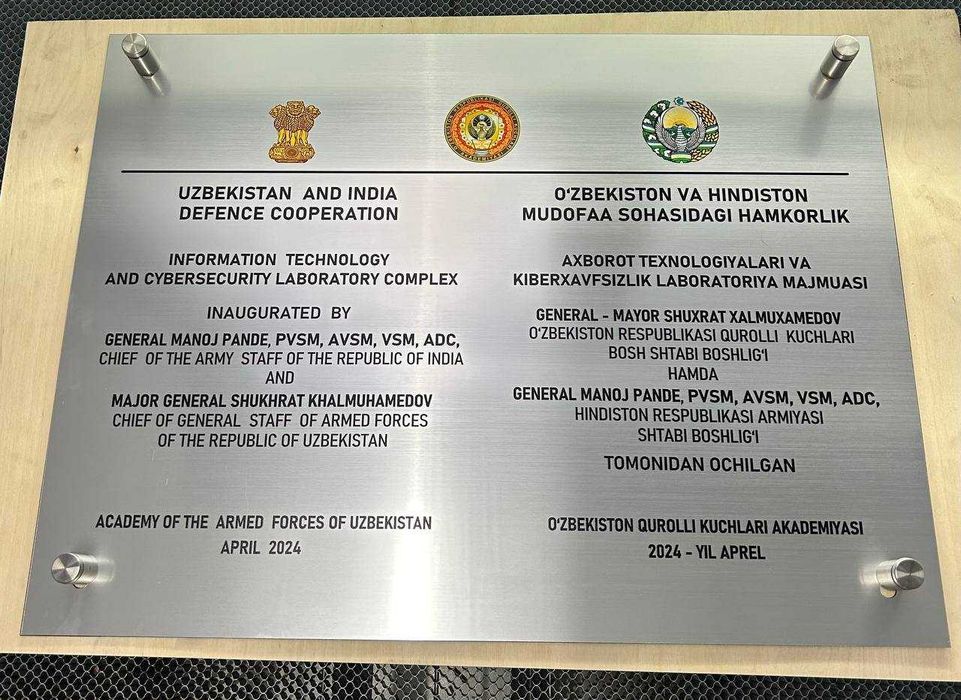 UZBEKISTAN AND INDIA
DEFENCE COOPERATION
INFORMATION TECHNOLOGY
AND CYBERSECURITY LABORATORY COMPLEX
INAUGURATED BY
GENERAL MANOJ PANDE, PVSM, AVSM, VSM, ADC,
CHIEF OF THE ARMY STAFF OF THE REPUBLIC OF INDIA
AND
MAJOR GENERAL SHUKHRAT KHALMUHAMEDOV
CHIEF OF GENERAL STAFF OF ARMED FORCES
OF THE REPUBLIC OF UZBEKISTAN
ACADEMY OF THE ARMED FORCES OF UZBEKISTAN
APRIL 2024
O‘ZBEKISTON VA HINDISTON
MUDOFAA SOHASIDAGI HAMKORLIK
AXBOROT TEXNOLOGIYALARI VA
KIBERXAVFSIZLIK LABORATORIYA MAJMUASI
GENERAL - MAYOR SHUXRAT XALMUXAMEDOV
O‘ZBEKISTON RESPUBLIKASI QUROLLI KUCHLARI
BOSH SHTABI BOSHLIG‘I
HAMDA
GENERAL MANOJ PANDE, PVSM, AVSM, VSM, ADC,
HINDISTON RESPUBLIKASI ARMIYASI
SHTABI BOSHLIG‘I
TOMONIDAN OCHILGAN
O‘ZBEKISTON QUROLLI KUCHLARI AKADEMIYASI
2024 - YIL APREL